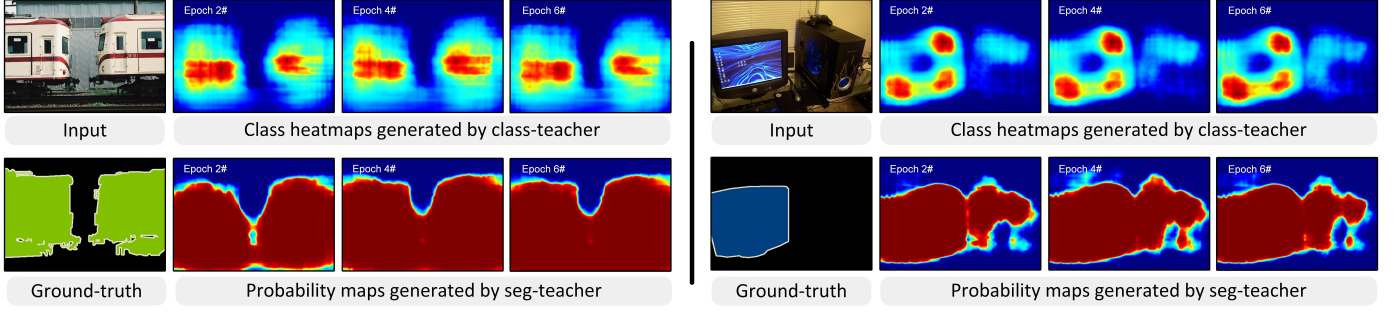 Epoch 2#
Epoch 4#
Epoch 6#
Input
Class heatmaps generated by class-teacher
Epoch 2#
Epoch 4#
Epoch 6#
Ground-truth
Probability maps generated by seg-teacher
Epoch 2#
Epoch 4#
Epoch 6#
Input
Class heatmaps generated by class-teacher
Epoch 2#
Epoch 4#
Epoch 6#
Ground-truth
Probability maps generated by seg-teacher